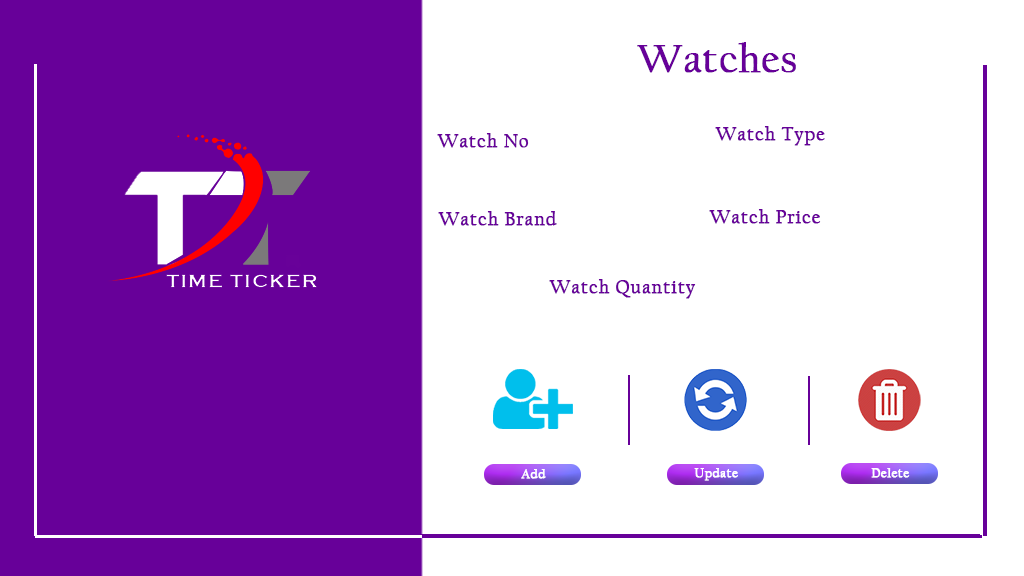 Watches
Watch No
Watch Type
Watch Brand
Watch Price
TIME TICKER
Watch Quantity
Add
Update
Delete